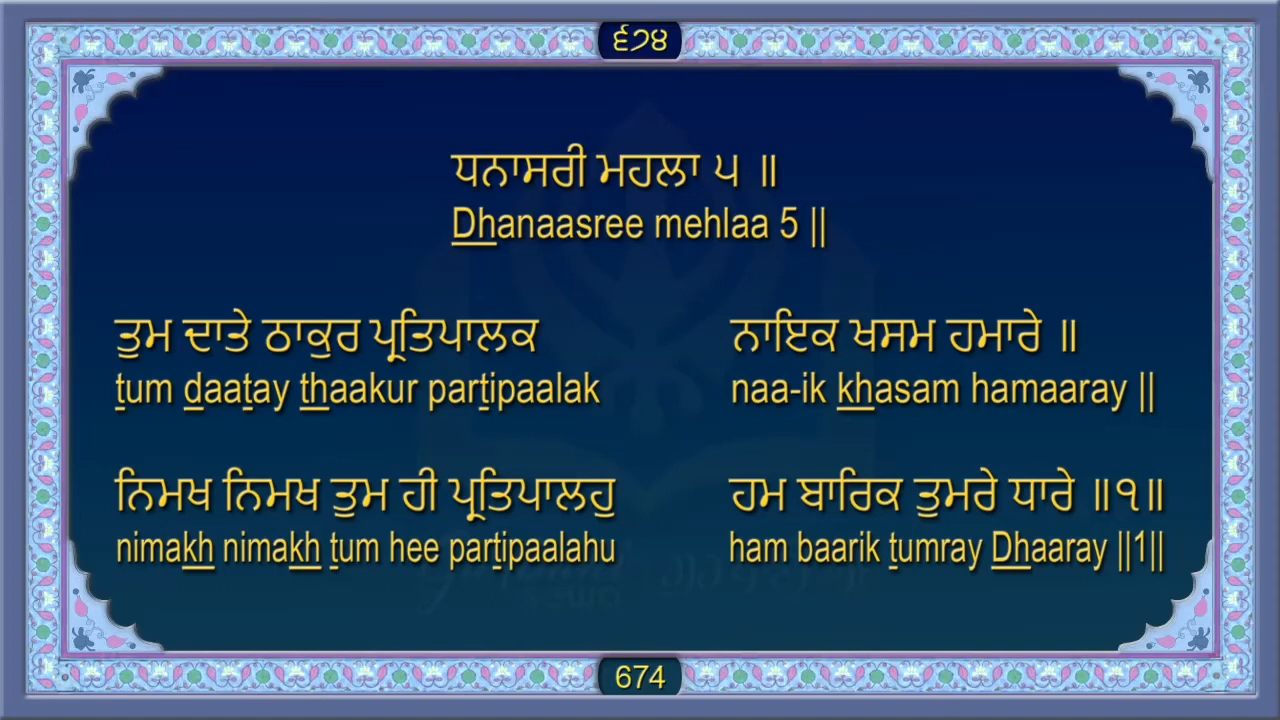 ੬੭੪
ਧਨਾਸਰੀ ਮਹਲਾ ੫ ॥
Dhanaasree mehlaa 5 ||
ਤੁਮ ਦਾਤੇ ਠਾਕੁਰ ਪ੍ਰਤਿਪਾਲਕ ਨਾਇਕ ਖਸਮ ਹਮਾਰੇ ॥
tum daatay thaakur partipaalak naa-ik khasam hamaaray ||
ਨਿਮਖ ਨਿਮਖ ਤੁਮ ਹੀ ਪ੍ਰਤਿਪਾਲਹੁ ਹਮ ਬਾਰਿਕ ਤੁਮਰੇ ਧਾਰੇ ॥੧॥
nimakh nimakh tum hee partipaalahu ham baarik tumray Dhaaray ||1||
674